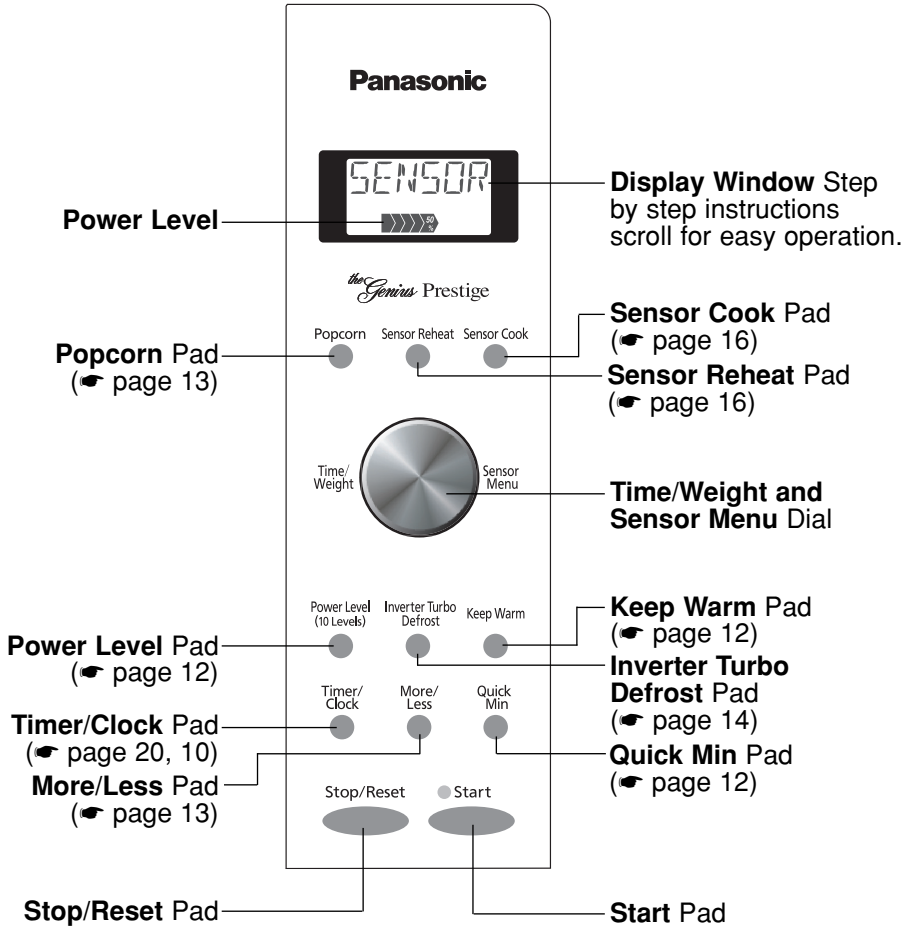 Panasonic
SENSOR
50
%
Power Level
Display Window Step
by step instructions
scroll for easy operation.
the Genius Prestige
Popcorn
Sensor Reheat
Sensor Cook
Popcorn Pad
(☛ page 13)
Sensor Cook Pad
(☛ page 16)
Sensor Reheat Pad
(☛ page 16)
Time/
Weight
Sensor
Menu
Time/Weight and
Sensor Menu Dial
Power Level
(10 Levels)
Inverter Turbo
Defrost
Keep Warm
Power Level Pad
(☛ page 12)
Keep Warm Pad
(☛ page 12)
Inverter Turbo
Defrost Pad
(☛ page 14)
Timer/
Clock
More/
Less
Quick
Min
Timer/Clock Pad
(☛ page 20, 10)
More/Less Pad
(☛ page 13)
Quick Min Pad
(☛ page 12)
Stop/Reset
Start
Stop/Reset Pad
Start Pad